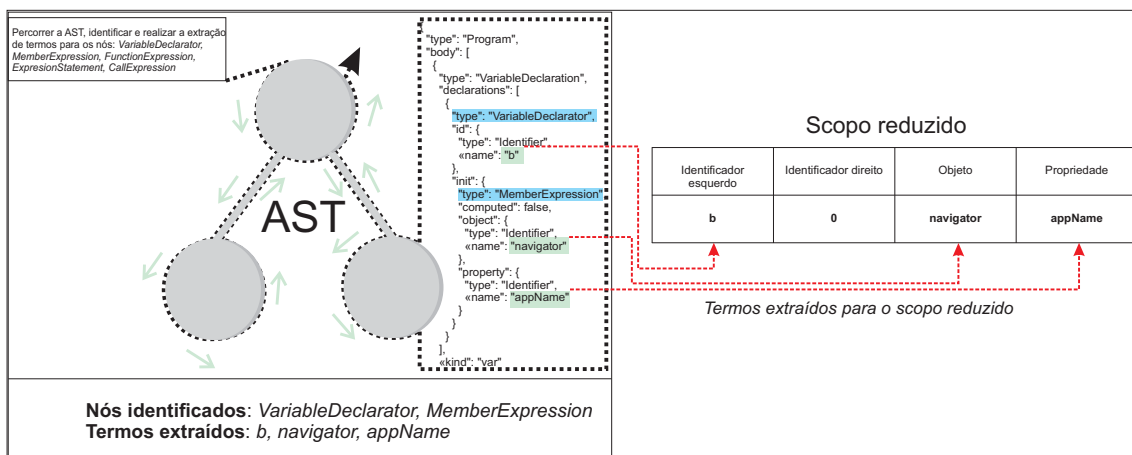 Percorrer a AST, identificar e realizar a extração
de termos para os nós: VariableDeclarator,
MemberExpression, FunctionExpression,
ExpresionStatement, CallExpression
AST
{
"type": "Program",
"body": [
{
"type": "VariableDeclaration",
"declarations": [
{
"type": "VariableDeclarator",
"id": {
"type": "Identifier",
«name": "b"
},
"init": {
"type": "MemberExpression"
"computed": false,
"object": {
"type": "Identifier",
«name": "navigator"
},
"property": {
"type": "Identifier",
«name": "appName"
}
}
}
],
«kind": "var"
Nós identificados: VariableDeclarator, MemberExpression
Termos extraídos: b, navigator, appName
Scopo reduzido
Identificador esquerdo Identificador direito Objeto Propriedade
b 0 navigator appName
Termos extraídos para o scopo reduzido